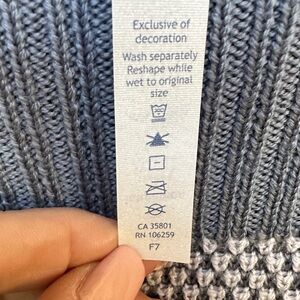 Exclusive of
decoration
Wash separately
Reshape while
wet to original
size
CA 35801
RN 106259
F7